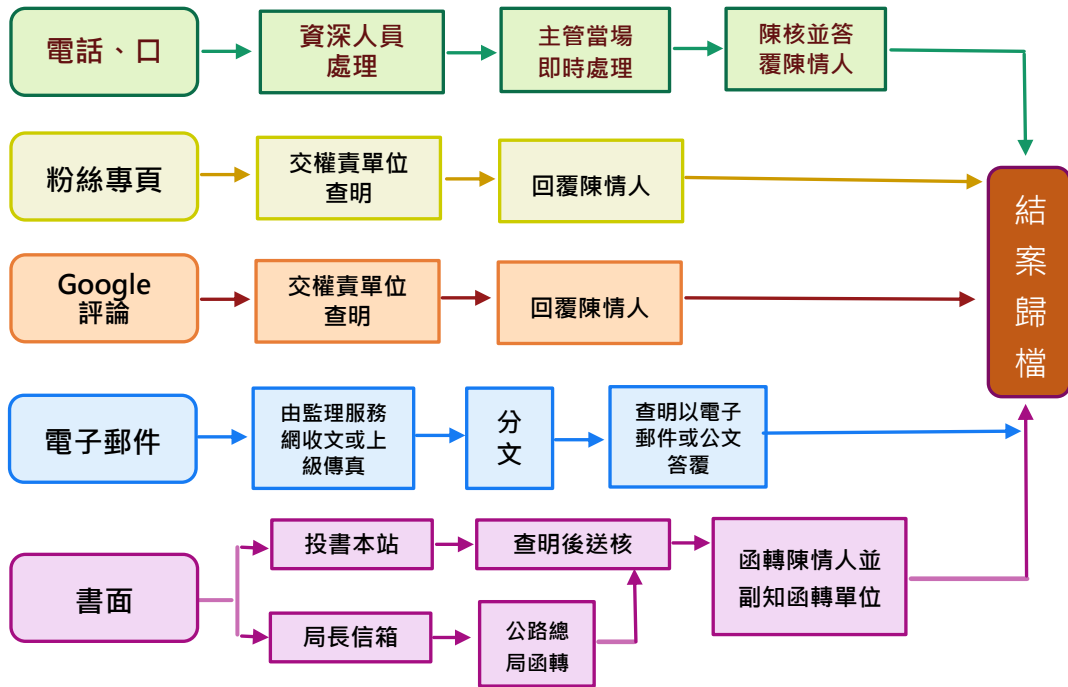 電話、口
資深人員
處理
主管當場
即時處理
陳核並答
覆陳情人
粉絲專頁
交權責單位
查明
回覆陳情人
Google
評論
交權責單位
查明
回覆陳情人
結
案
歸
檔
電子郵件
由監理服務
網收文或上
級傳真
分
文
查明以電子
郵件或公文
答覆
書面
投書本站
查明後送核
局長信箱
公路總
局函轉
函轉陳情人並
副知函轉單位